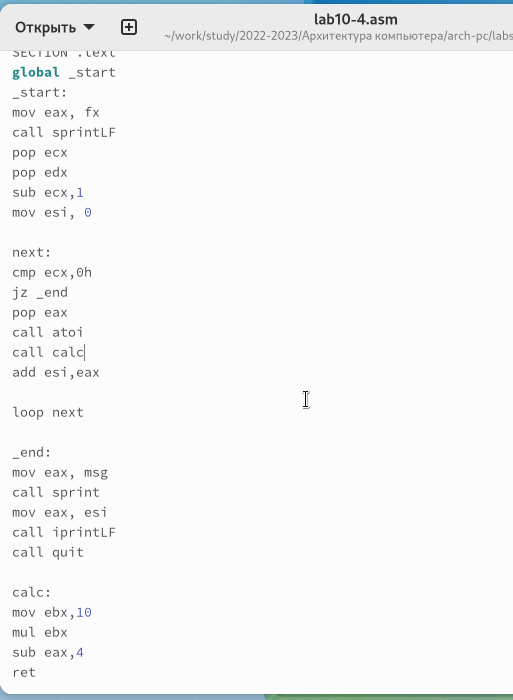 Открыть
lab10-4.asm
~/work/study/2022-2023/Архитектура компьютера/arch-pc/labs
SECTION .text
global _start
_start:
mov eax, fx
call sprintLF
pop ecx
pop edx
sub ecx,1
mov esi, 0
next:
cmp ecx,0h
jz _end
pop eax
call atoi
call calc
add esi,eax
loop next
_end:
mov eax, msg
call sprint
mov eax, esi
call iprintLF
call quit
calc:
mov ebx,10
mul ebx
sub eax,4
ret